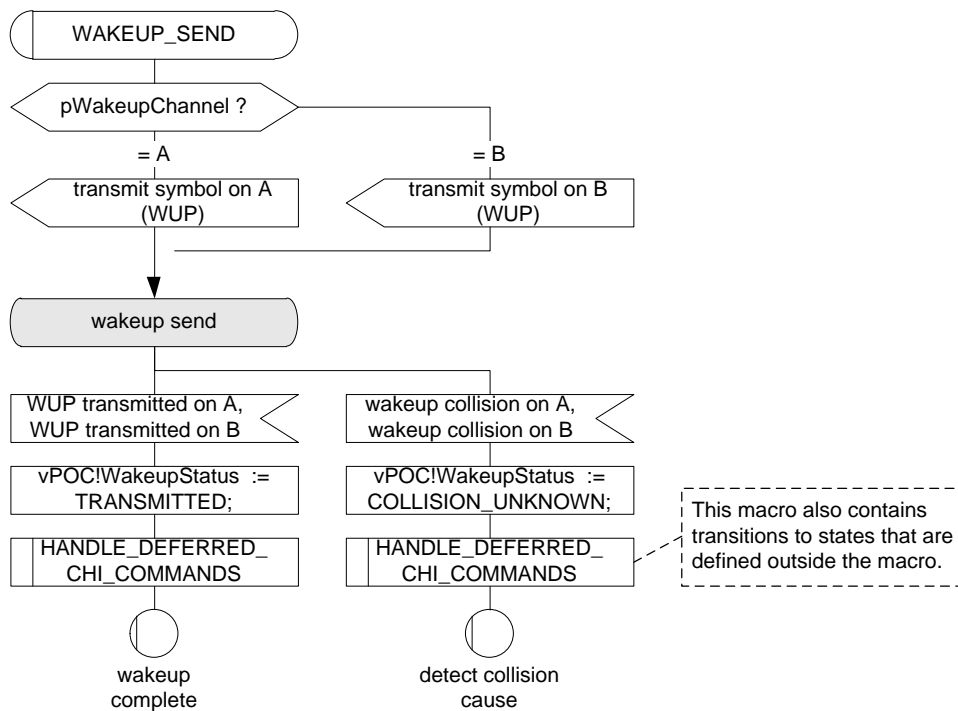 WAKEUP_SEND
pWakeupChannel ?
= A
= B
transmit symbol on A
(WUP)
transmit symbol on B
(WUP)
wakeup send
WUP transmitted on A,
WUP transmitted on B
wakeup collision on A,
wakeup collision on B
vPOC!WakeupStatus :=
TRANSMITTED;
vPOC!WakeupStatus :=
COLLISION_UNKNOWN;
HANDLE_DEFERRED_
CHI_COMMANDS
HANDLE_DEFERRED_
CHI_COMMANDS
This macro also contains
transitions to states that are
defined outside the macro.
wakeup
complete
detect collision
cause